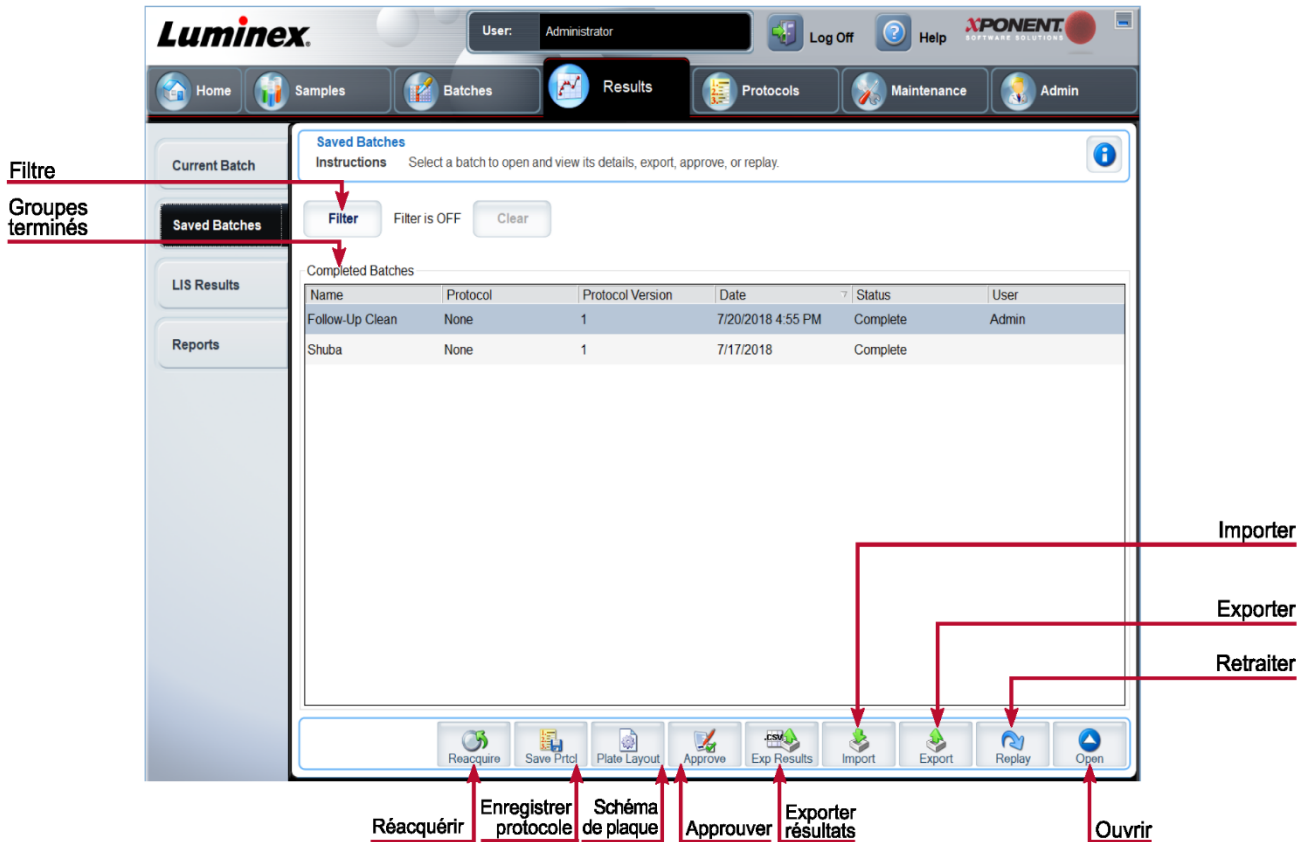 Luminex.
User: Administrator
Log Off
Help
XPONENT.
SOFTWARE SOLUTIONS
Home
Samples
Batches
Results
Protocols
Maintenance
Admin
Current Batch
Saved Batches
LIS Results
Reports
Saved Batches
Instructions Select a batch to open and view its details, export, approve, or replay.
Filtre
Groupes
terminés
Filter
Filter is OFF
Clear
Completed Batches
Name Protocol Protocol Version Date Status User
Follow-Up Clean None 1 7/20/2018 4:55 PM Complete Admin
Shuba None 1 7/17/2018 Complete
Importer
Exporter
Retraiter
Reacquire
Save Prtcl
Plate Layout
Approve
.CSV
Exp Results
Import
Export
Replay
Open
Réacquérir
Enregistrer
protocole
Schéma
de plaque
Approuver
Exporter
résultats
Ouvrir